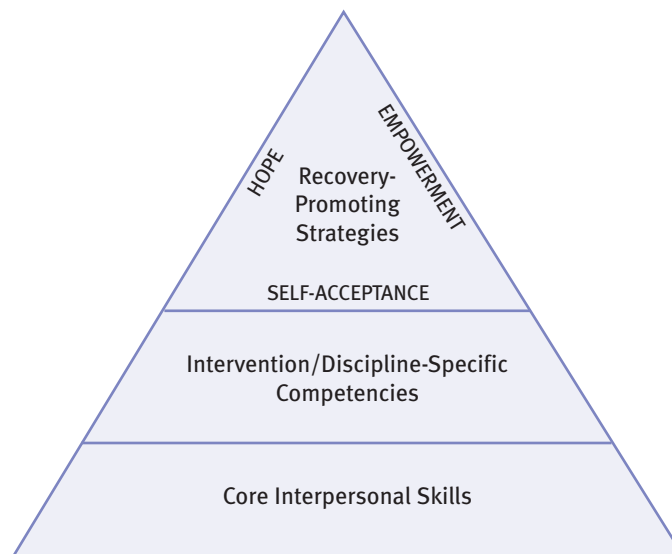 HOPE
EMPOWERMENT
Recovery-
Promoting
Strategies
SELF-ACCEPTANCE
Intervention/Discipline-Specific
Competencies
Core Interpersonal Skills